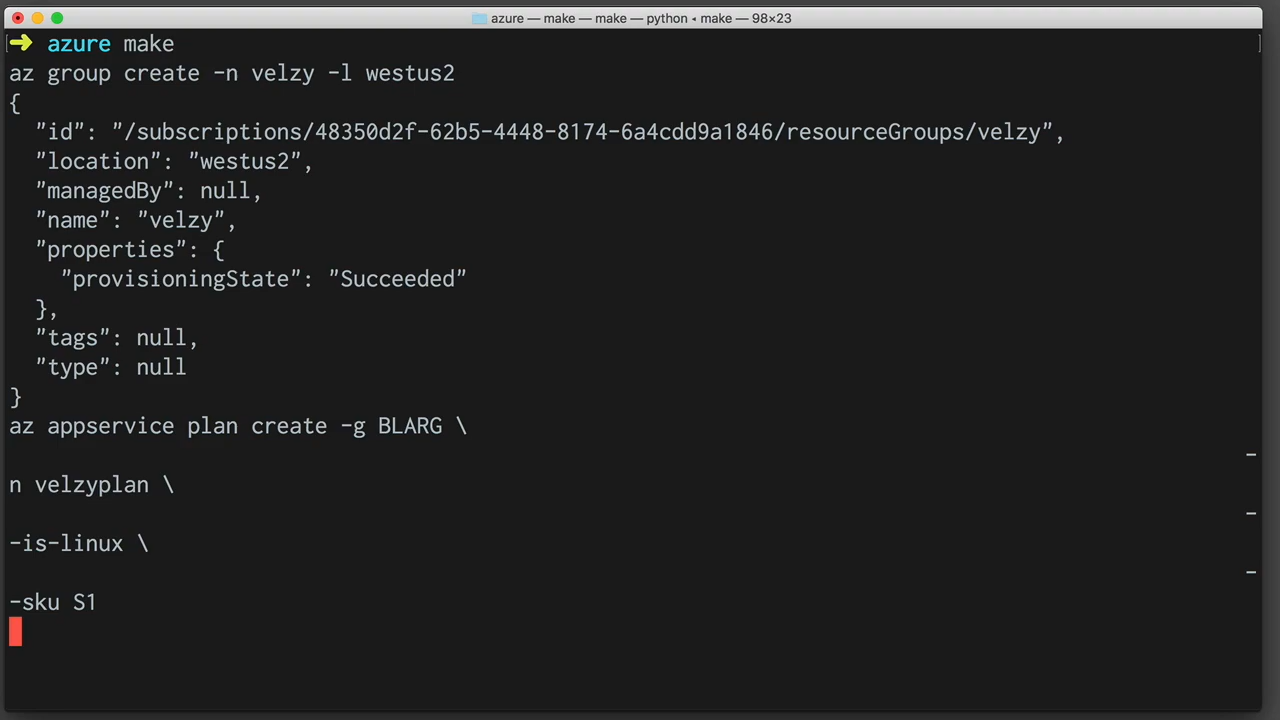 azure — make — make — python ◂ make — 98×23
➜ azure make
az group create -n velzy -l westus2
{
"id": "/subscriptions/48350d2f-62b5-4448-8174-6a4cdd9a1846/resourceGroups/velzy",
"location": "westus2",
"managedBy": null,
"name": "velzy",
"properties": {
"provisioningState": "Succeeded"
},
"tags": null,
"type": null
}
az appservice plan create -g BLARG \
-
n velzyplan \
-
-is-linux \
-
-sku S1